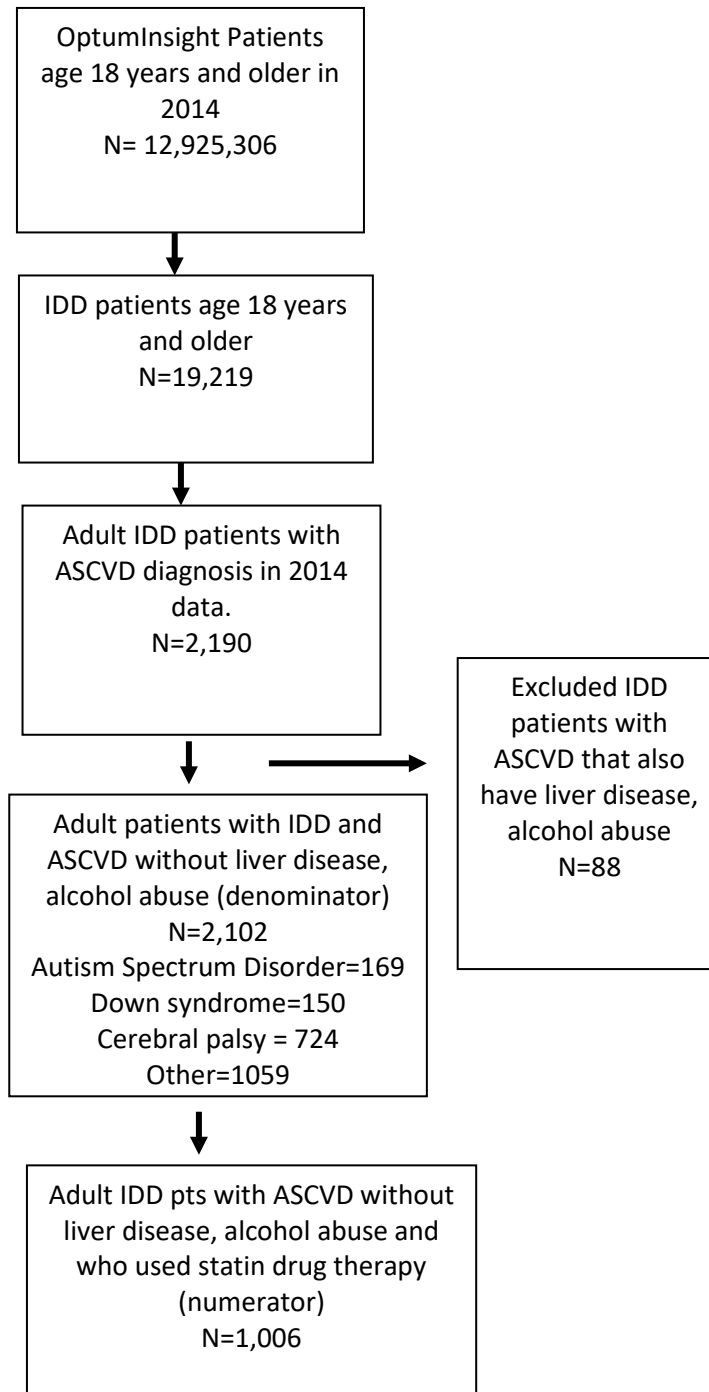 OptumInsight Patients
age 18 years and older in
2014
N= 12,925,306
IDD patients age 18 years
and older
N=19,219
Adult IDD patients with
ASCVD diagnosis in 2014
data.
N=2,190
Excluded IDD
patients with
ASCVD that also
have liver disease,
alcohol abuse
N=88
Adult patients with IDD and
ASCVD without liver disease,
alcohol abuse (denominator)
N=2,102
Autism Spectrum Disorder=169
Down syndrome=150
Cerebral palsy = 724
Other=1059
Adult IDD pts with ASCVD without
liver disease, alcohol abuse and
who used statin drug therapy
(numerator)
N=1,006